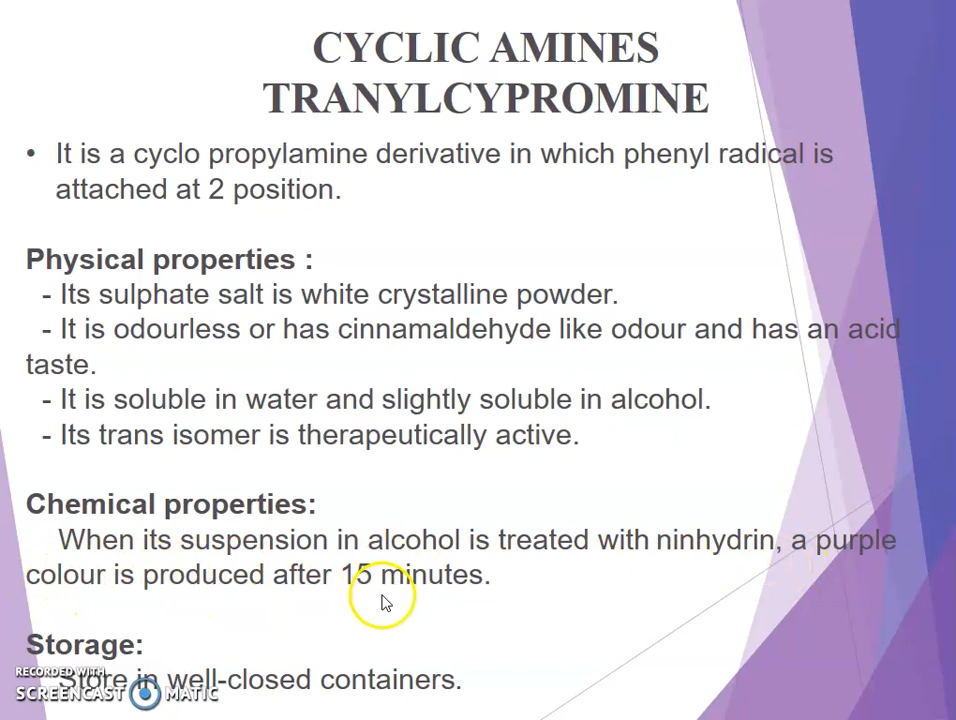 CYCLIC AMINES
TRANYLCYPROMINE
• It is a cyclo propylamine derivative in which phenyl radical is
attached at 2 position.
Physical properties :
- Its sulphate salt is white crystalline powder.
- It is odourless or has cinnamaldehyde like odour and has an acid
taste.
- It is soluble in water and slightly soluble in alcohol.
- Its trans isomer is therapeutically active.
Chemical properties:
When its suspension in alcohol is treated with ninhydrin, a purple
colour is produced after 15 minutes.
Storage:
RECORDED WITH
Store in well-closed containers.
SCREENCAST MATIC